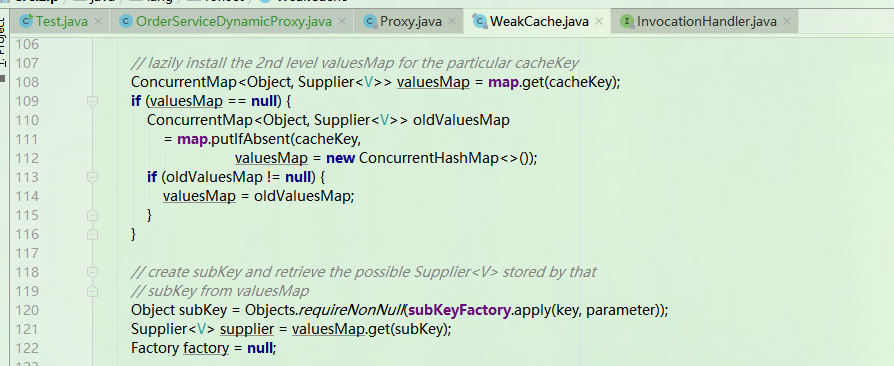 Test.java OrderServiceDynamicProxy.java Proxy.java WeakCache.java InvocationHandler.java
1: Project
106
107 // lazily install the 2nd level valuesMap for the particular cacheKey
108 ConcurrentMap<Object, Supplier<V>> valuesMap = map.get(cacheKey);
109 if (valuesMap == null) {
110 ConcurrentMap<Object, Supplier<V>> oldValuesMap
111 = map.putIfAbsent(cacheKey,
112 valuesMap = new ConcurrentHashMap<>());
113 if (oldValuesMap != null) {
114 valuesMap = oldValuesMap;
115 }
116 }
117
118 // create subKey and retrieve the possible Supplier<V> stored by that
119 // subKey from valuesMap
120 Object subKey = Objects.requireNonNull(subKeyFactory.apply(key, parameter));
121 Supplier<V> supplier = valuesMap.get(subKey);
122 Factory factory = null;